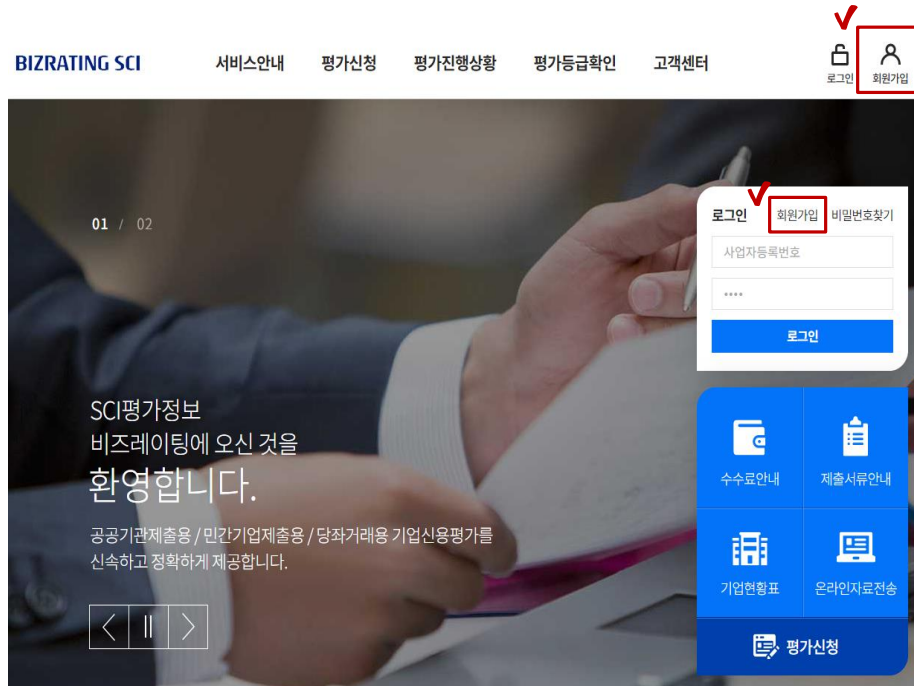 BIZRATING SCI
서비스안내
평가신청
평가진행상황
평가등급확인
고객센터
로그인
회원가입
01 / 02
로그인
회원가입
비밀번호찾기
사업자등록번호
••••
로그인
SCI평가정보
비즈레이팅에 오신 것을
환영합니다.
공공기관제출용 / 민간기업제출용 / 당좌거래용 기업신용평가를
신속하고 정확하게 제공합니다.
수수료안내
제출서류안내
기업현황표
온라인자료전송
평가신청